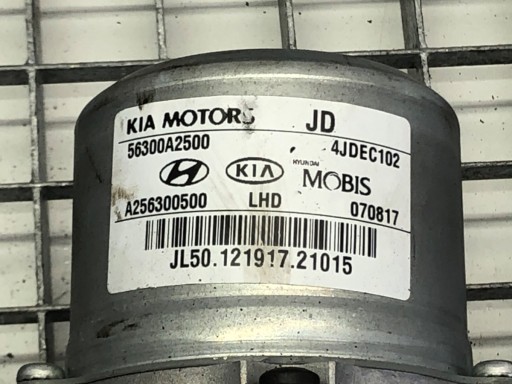 KIA MOTORS JD
56300A2500 4JDEC102
KIA HYUNDAI MOBIS
A256300500 LHD 070817
JL50.121917.21015